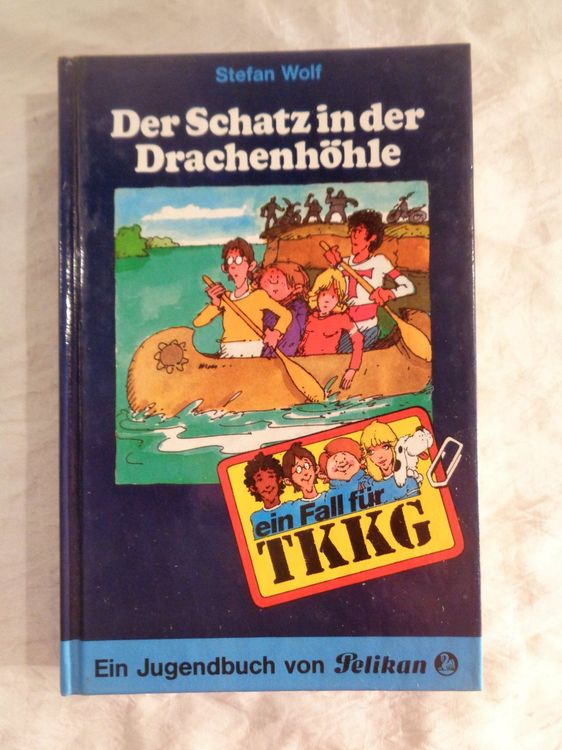 Stefan Wolf
Der Schatz in der
Drachenhöhle
ein Fall für
TKKG
Ein Jugendbuch von Pelikan